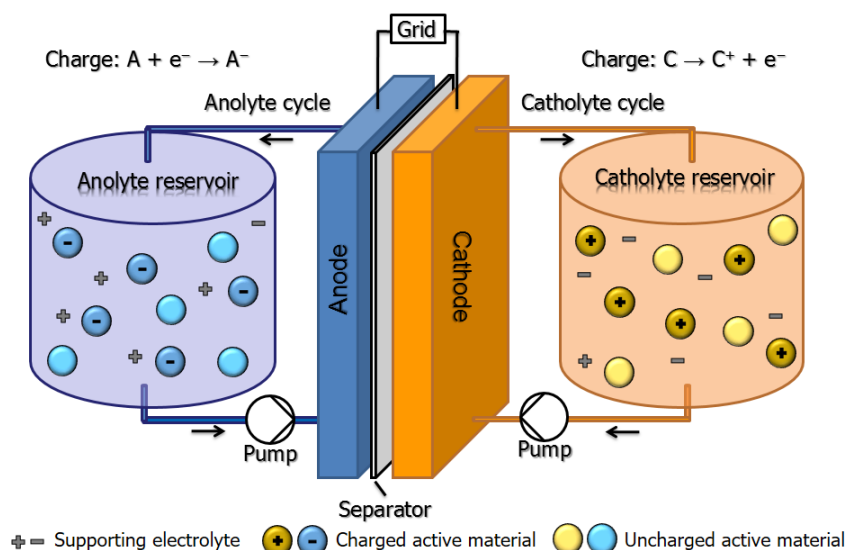 Grid
Charge: A + e⁻ → A⁻
Charge: C → C⁺ + e⁻
Anolyte cycle
Catholyte cycle
Anolyte reservoir
Catholyte reservoir
Anode
Cathode
Pump
Pump
Separator
Supporting electrolyte
Charged active material
Uncharged active material